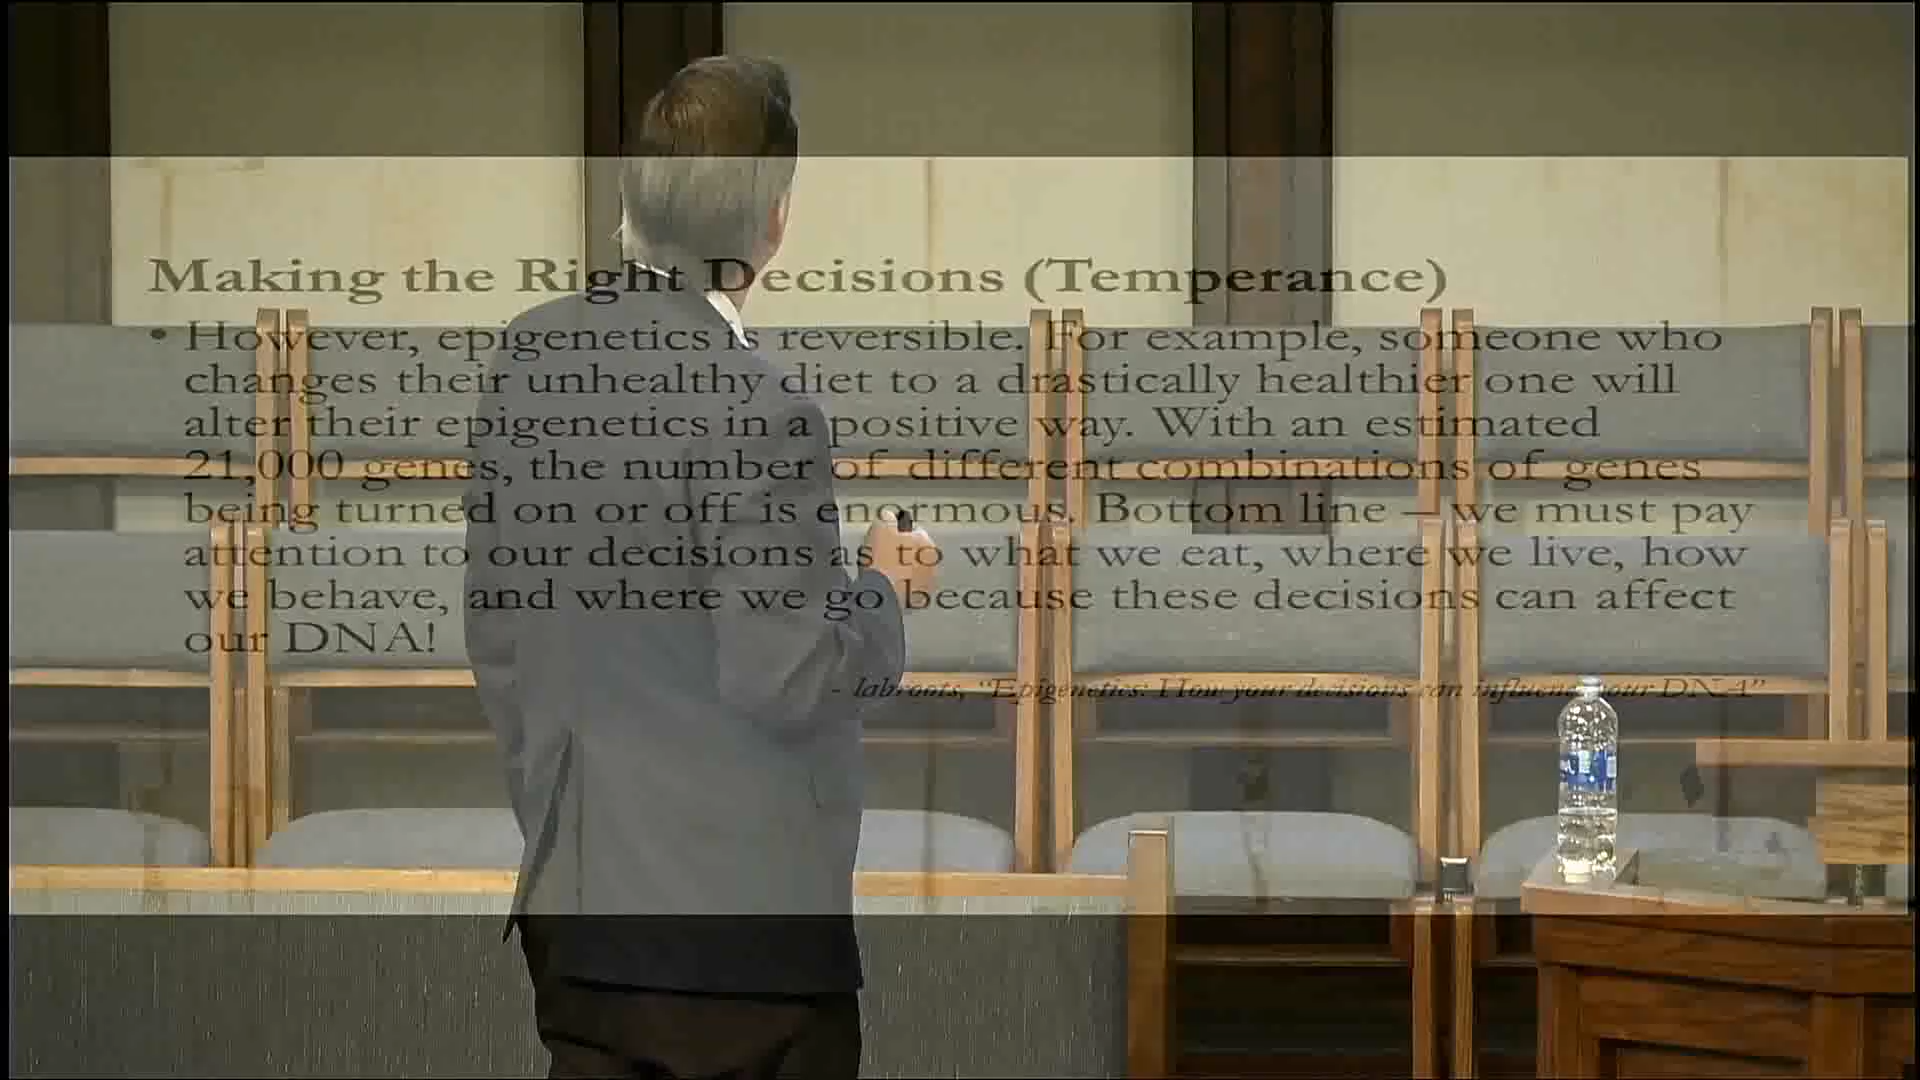 Making the Right Decisions (Temperance)
• However, epigenetics is reversible. For example, someone who
changes their unhealthy diet to a drastically healthier one will
alter their epigenetics in a positive way. With an estimated
21,000 genes, the number of different combinations of genes
being turned on or off is enormous. Bottom line – we must pay
attention to our decisions as to what we eat, where we live, how
we behave, and where we go because these decisions can affect
our DNA!
- labroots, “Epigenetics: How your decisions can influence your DNA”